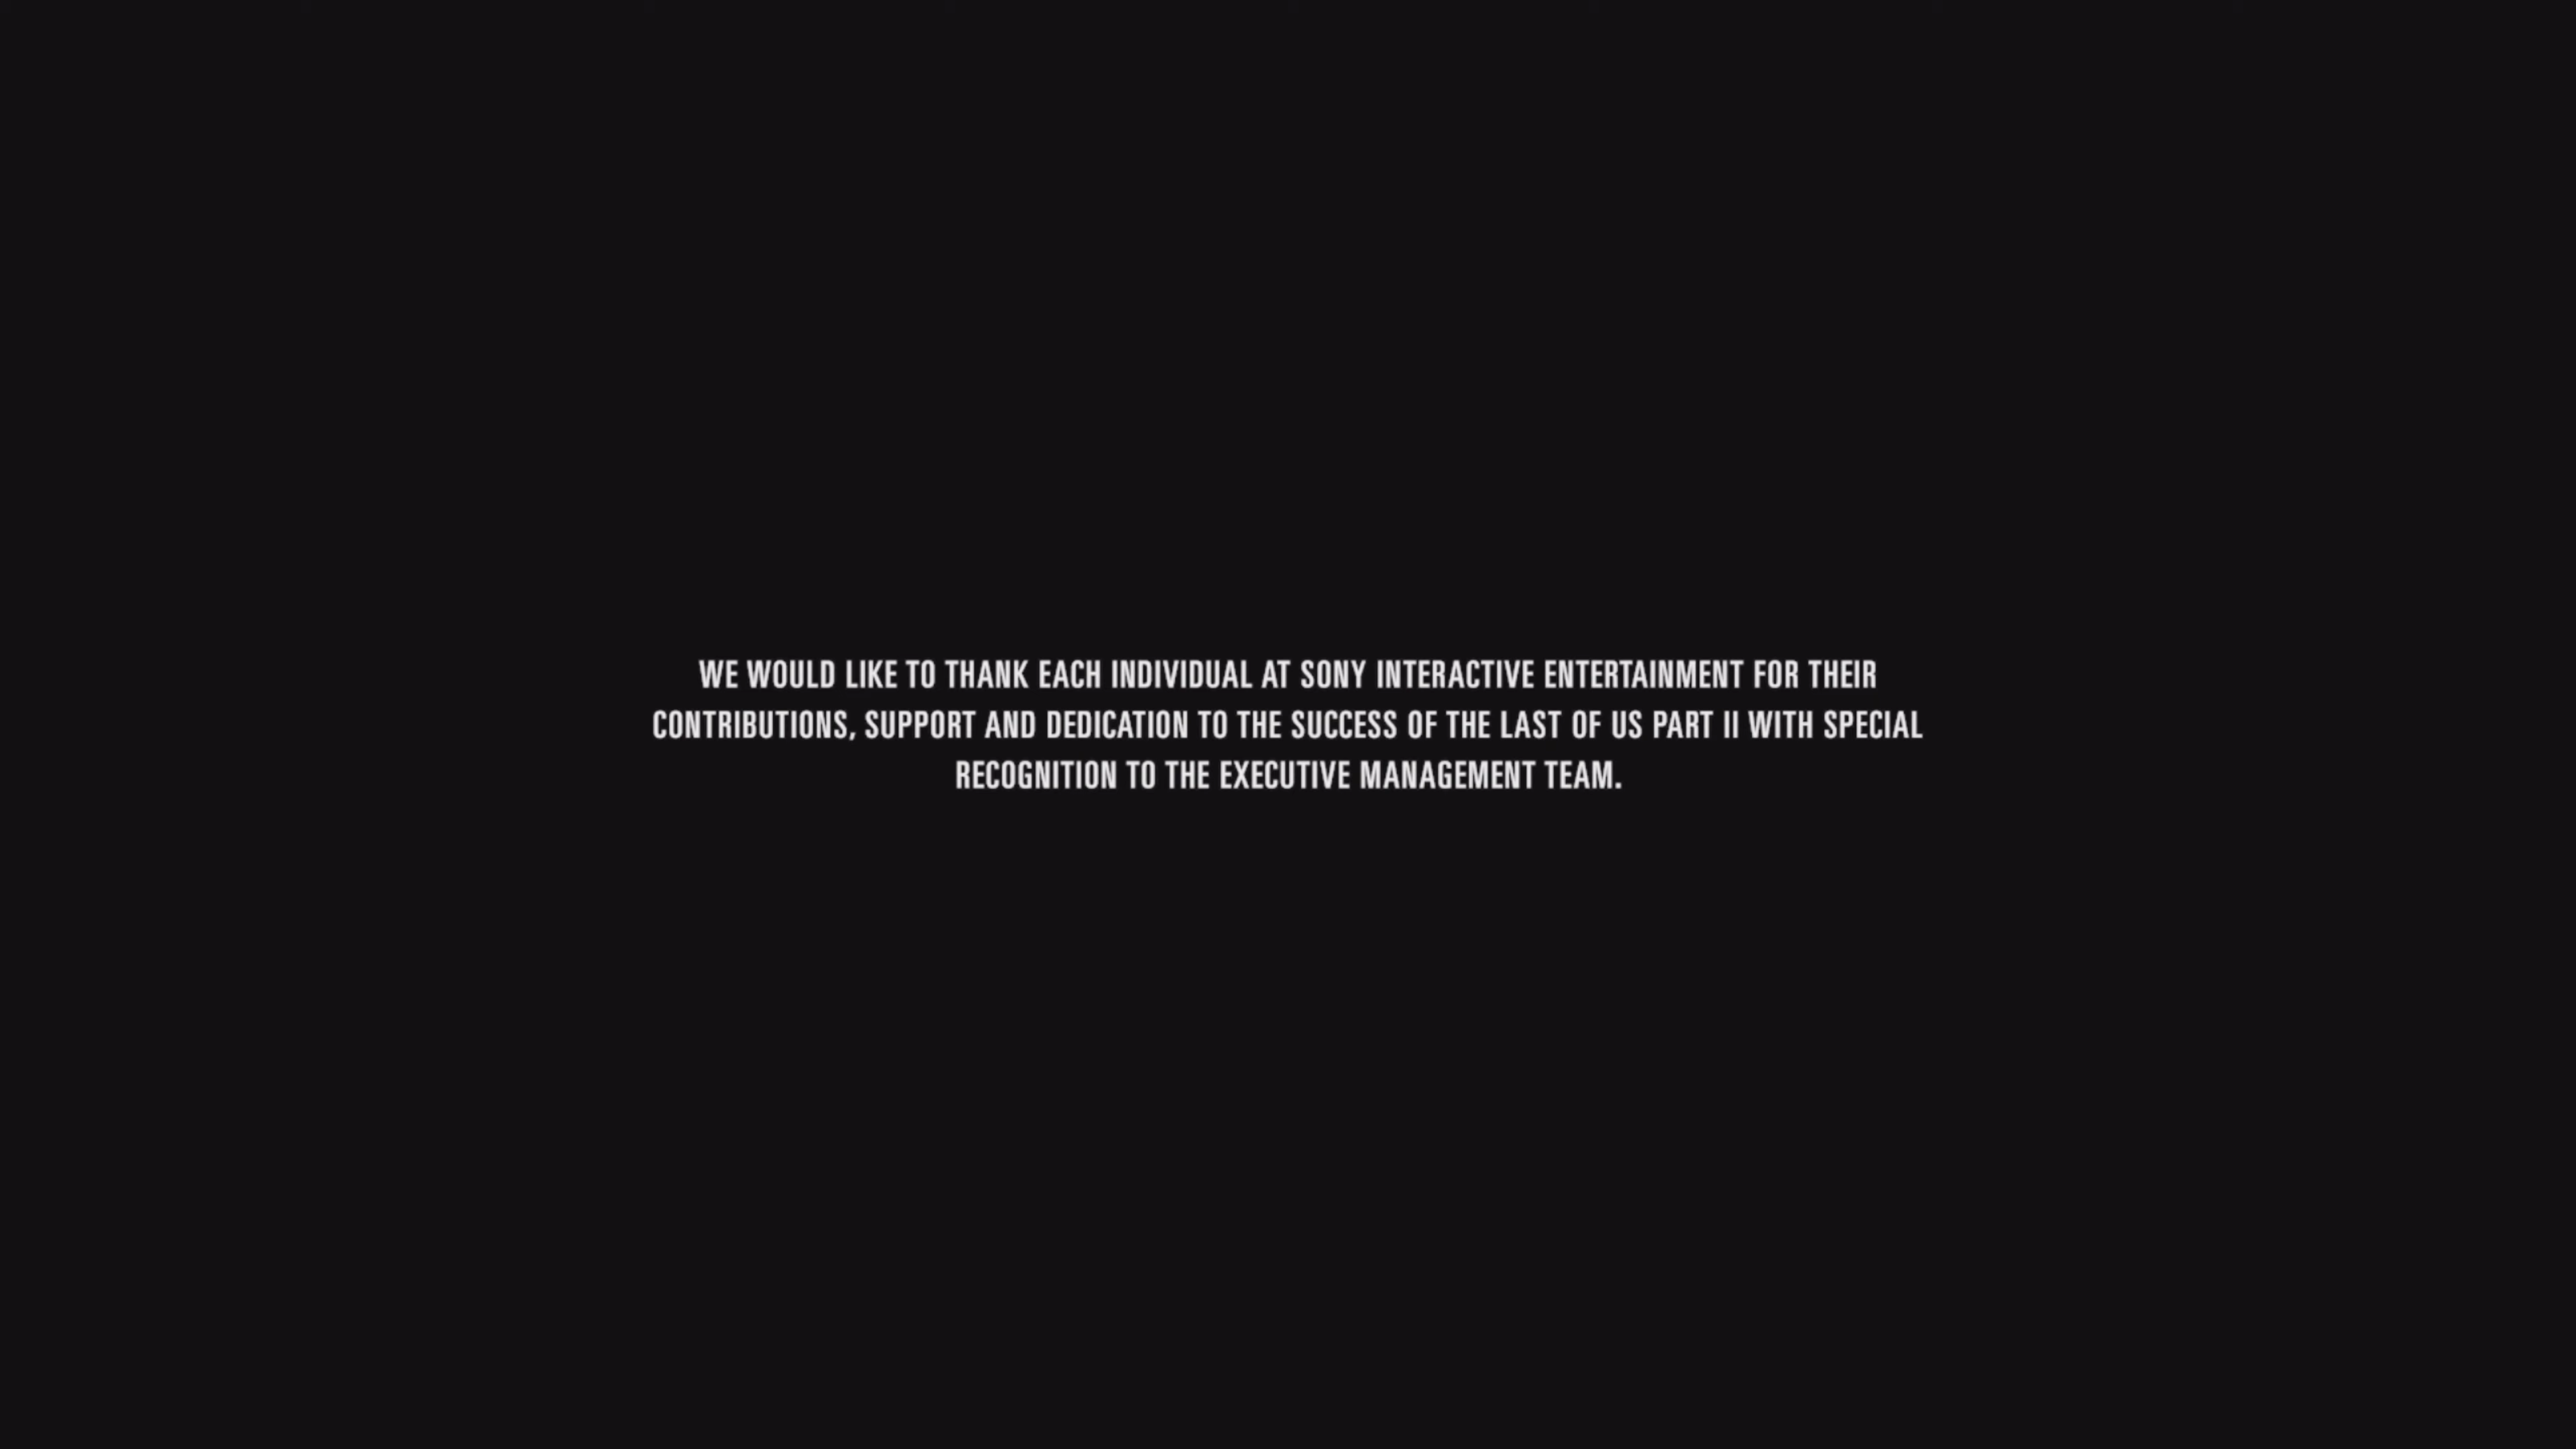 WE WOULD LIKE TO THANK EACH INDIVIDUAL AT SONY INTERACTIVE ENTERTAINMENT FOR THEIR
CONTRIBUTIONS, SUPPORT AND DEDICATION TO THE SUCCESS OF THE LAST OF US PART II WITH SPECIAL
RECOGNITION TO THE EXECUTIVE MANAGEMENT TEAM.